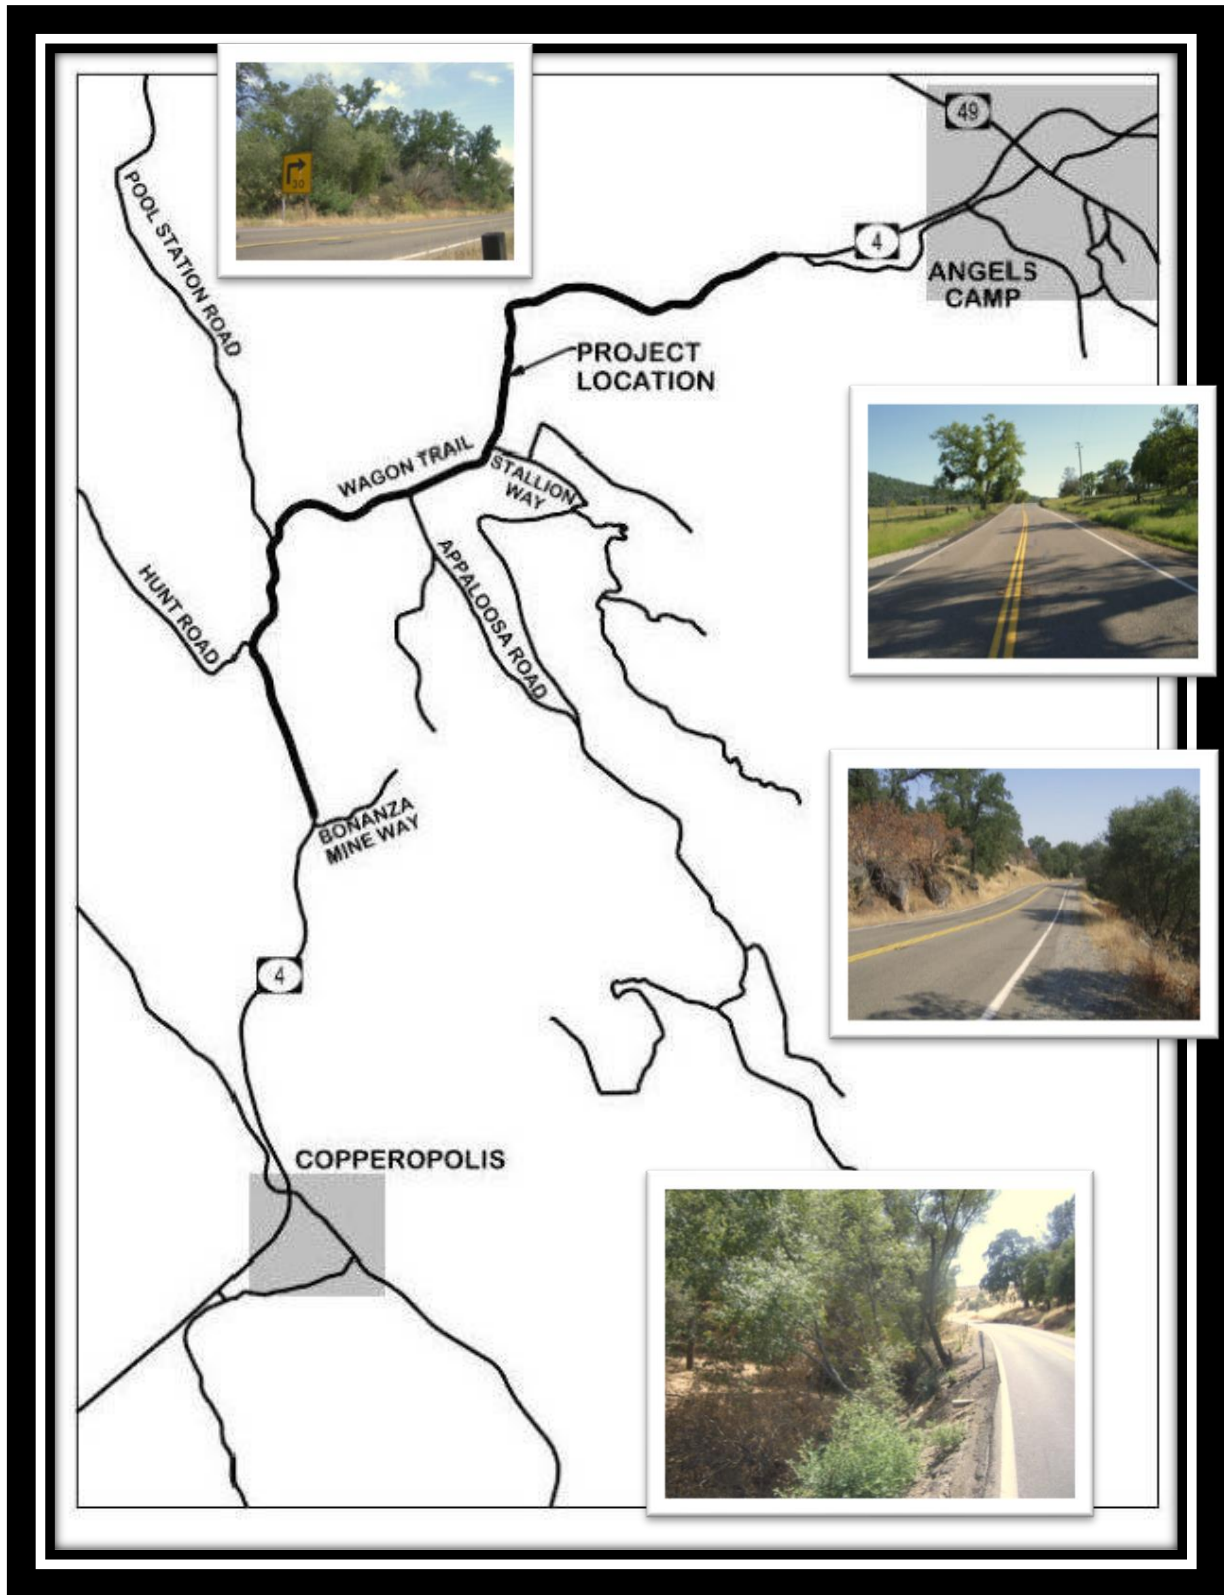 30
49
POOL STATION ROAD
4
ANGELS
CAMP
PROJECT
LOCATION
WAGON TRAIL
STALLION
WAY
HUNT ROAD
APPALOOSA ROAD
BONANZA
MINE WAY
4
COPPEROPOLIS